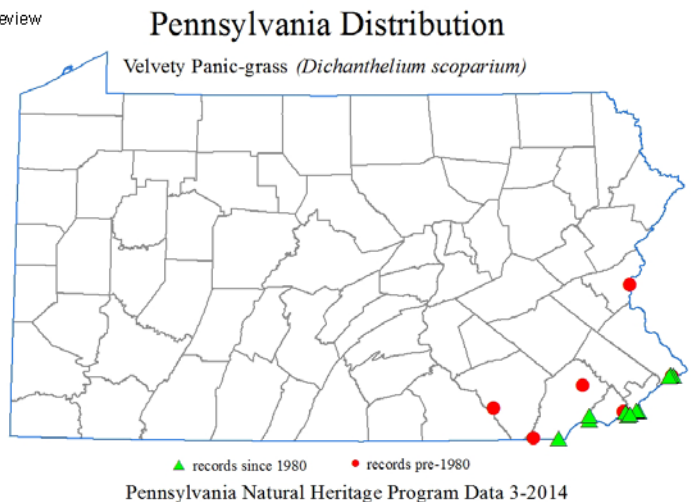 eview
Pennsylvania Distribution
Velvety Panic-grass (Dichanthelium scoparium)
records since 1980 records pre-1980
Pennsylvania Natural Heritage Program Data 3-2014